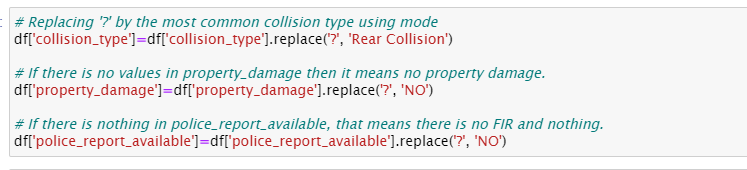 # Replacing '?' by the most common collision type using mode
df['collision_type']=df['collision_type'].replace('?', 'Rear Collision')
# If there is no values in property_damage then it means no property damage.
df['property_damage']=df['property_damage'].replace('?', 'NO')
# If there is nothing in police_report_available, that means there is no FIR and nothing.
df['police_report_available']=df['police_report_available'].replace('?', 'NO')